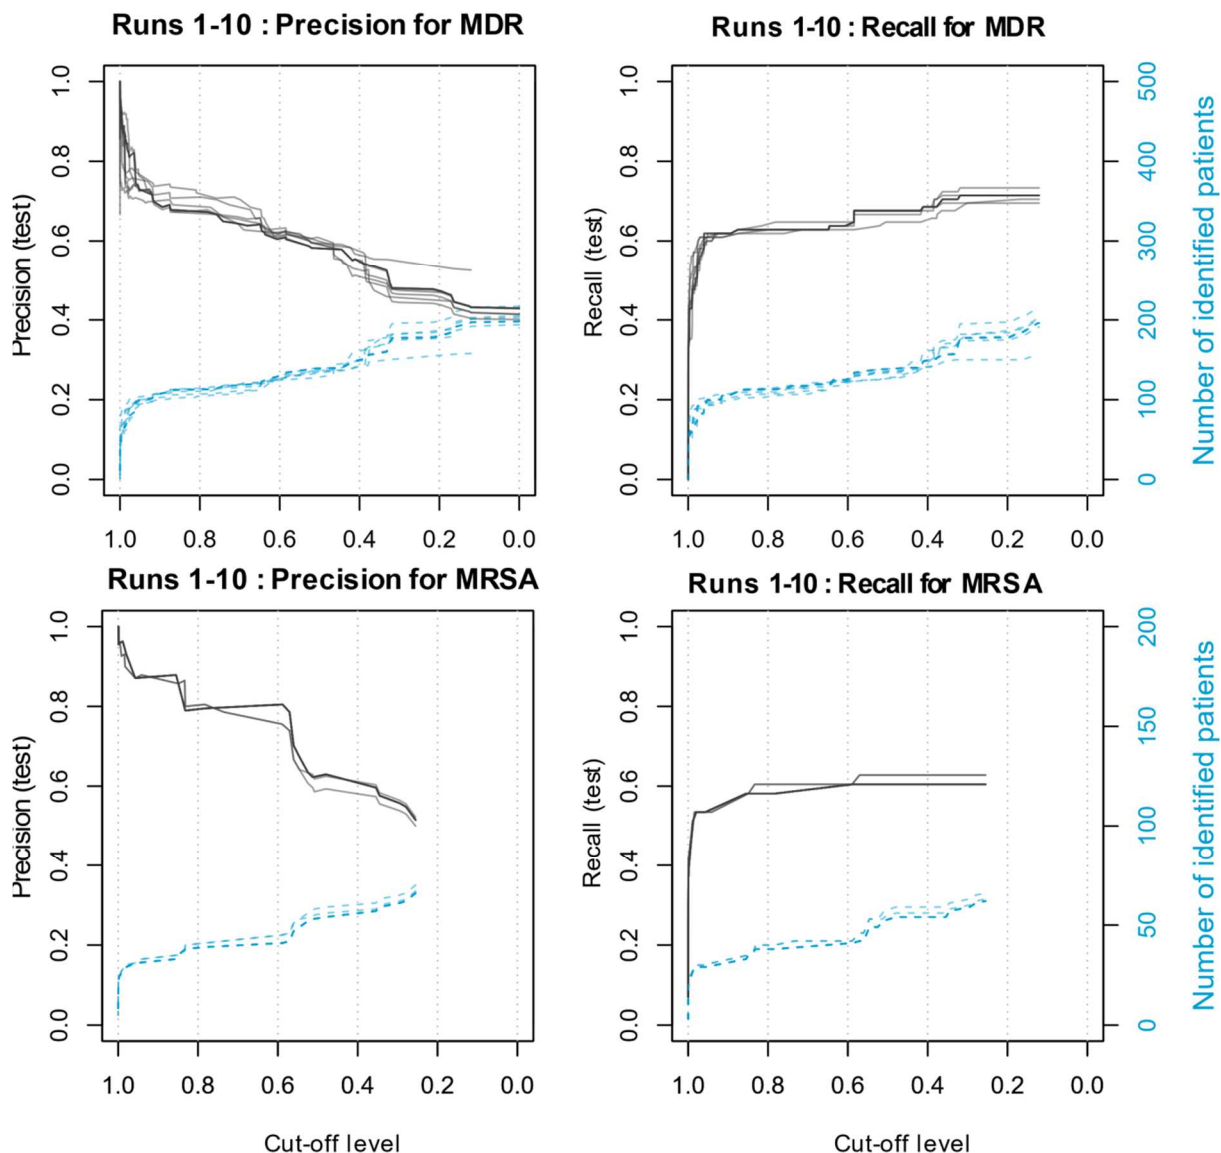 Runs 1-10 : Precision for MDR
Precision (test)
0.0 0.2 0.4 0.6 0.8 1.0
1.0 0.8 0.6 0.4 0.2 0.0
Runs 1-10 : Recall for MDR
Recall (test)
0.0 0.2 0.4 0.6 0.8 1.0
1.0 0.8 0.6 0.4 0.2 0.0
0 100 200 300 400 500
Number of identified patients
Runs 1-10 : Precision for MRSA
Precision (test)
0.0 0.2 0.4 0.6 0.8 1.0
1.0 0.8 0.6 0.4 0.2 0.0
Cut-off level
Runs 1-10 : Recall for MRSA
Recall (test)
0.0 0.2 0.4 0.6 0.8 1.0
1.0 0.8 0.6 0.4 0.2 0.0
Cut-off level
0 50 100 150 200
Number of identified patients